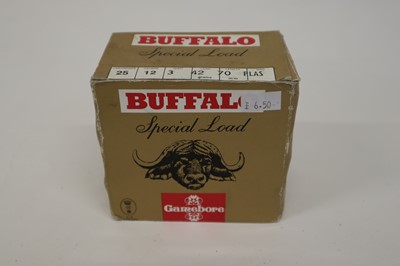 BUFFALO
Special Load
25 12 3 42 70 PLAS
BUFFALO
£ 6.50
Special Load
Gamebore